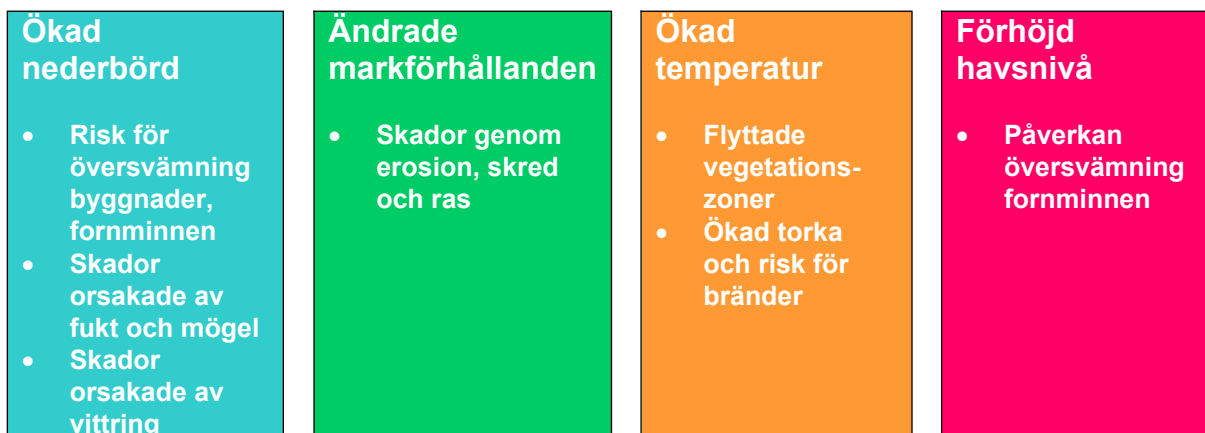 Ökad
nederbörd
• Risk för
översvämning
byggnader,
fornminnen
• Skador
orsakade av
fukt och mögel
• Skador
orsakade av
vittring
Ändrade
markförhållanden
• Skador genom
erosion, skred
och ras
Ökad
temperatur
• Flyttade
vegetations-
zoner
• Ökad torka
och risk för
bränder
Förhöjd
havsnivå
• Påverkan
översvämning
fornminnen